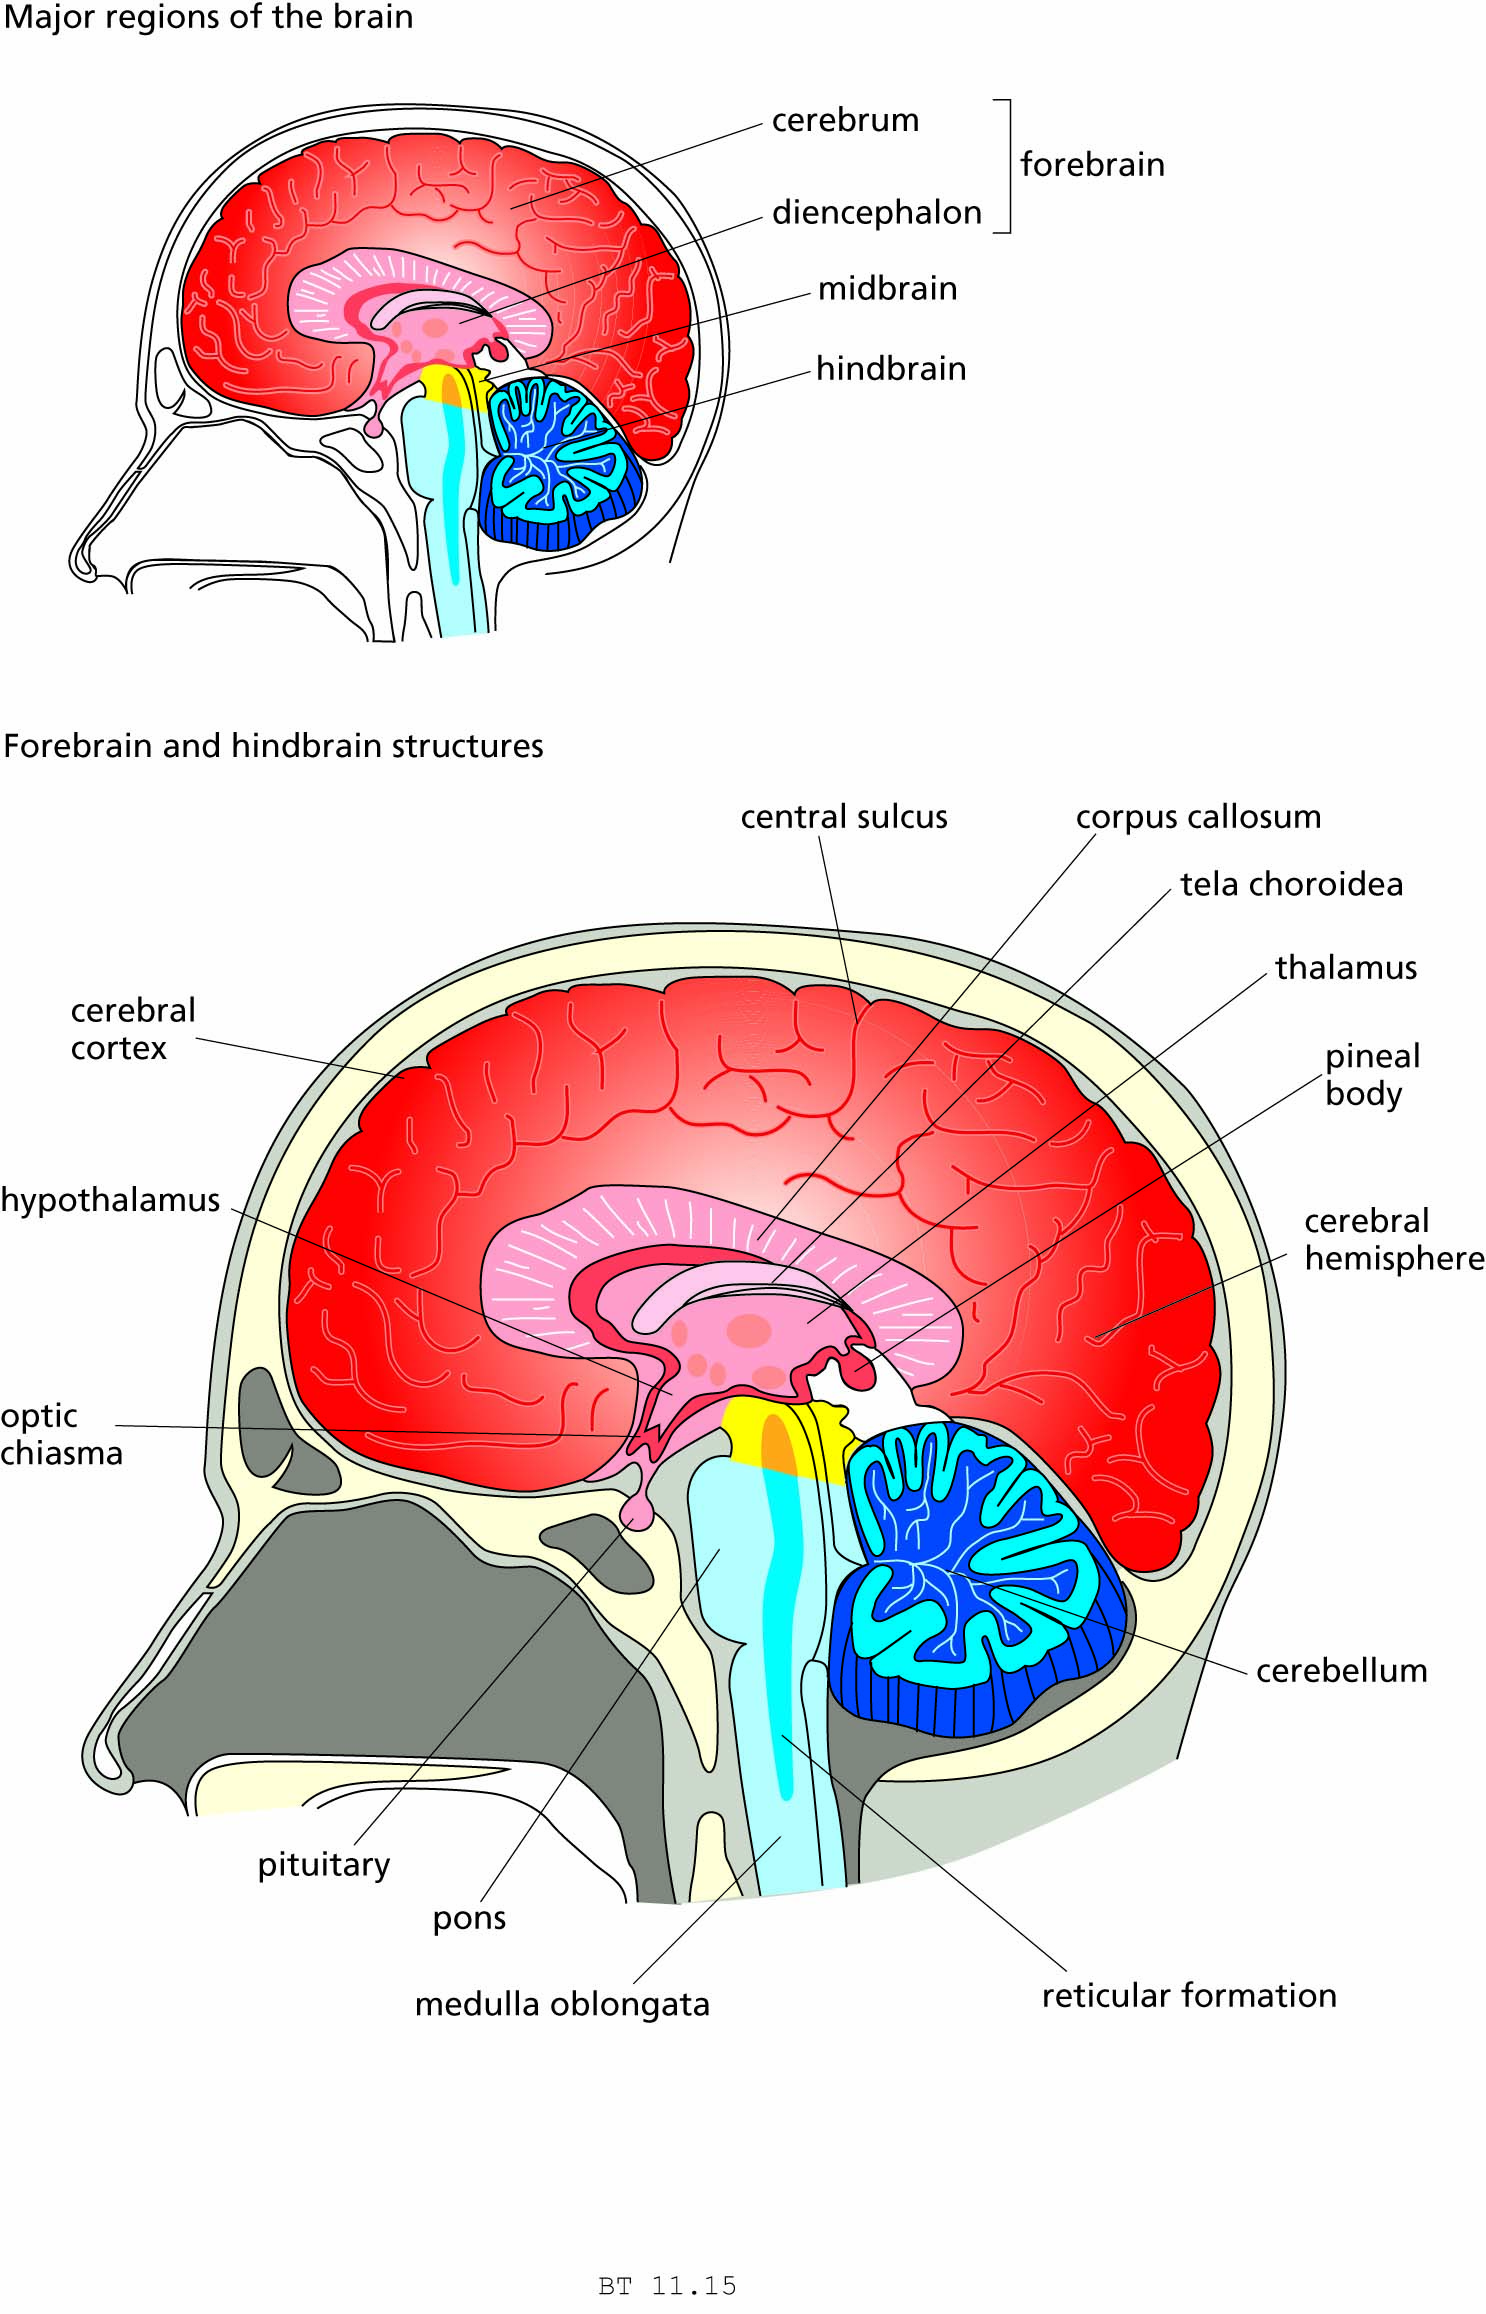 Major regions of the brain
cerebrum
forebrain
diencephalon
midbrain
hindbrain
Forebrain and hindbrain structures
central sulcus
corpus callosum
tela choroidea
thalamus
cerebral
cortex
pineal
body
hypothalamus
cerebral
hemisphere
optic
chiasma
cerebellum
pituitary
pons
medulla oblongata
reticular formation
BT 11.15